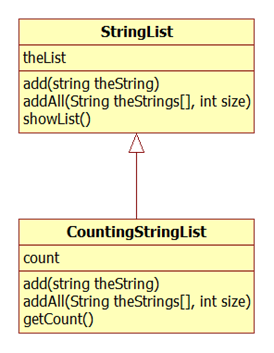 StringList
theList
add(string theString)
addAll(String theStrings[], int size)
showList()
CountingStringList
count
add(string theString)
addAll(String theStrings[], int size)
getCount()